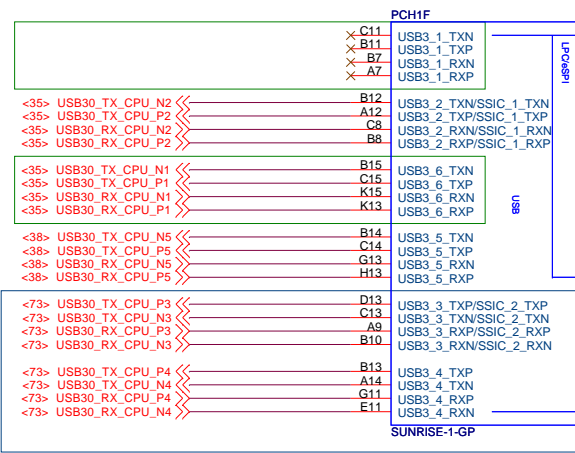 PCH1F
C11 USB3_1_TXN
B11 USB3_1_TXP
B7 USB3_1_RXN
A7 USB3_1_RXP
LPC/eSPI
<35> USB30_TX_CPU_N2 B12 USB3_2_TXN/SSIC_1_TXN
<35> USB30_TX_CPU_P2 A12 USB3_2_TXP/SSIC_1_TXP
<35> USB30_RX_CPU_N2 C8 USB3_2_RXN/SSIC_1_RXN
<35> USB30_RX_CPU_P2 B8 USB3_2_RXP/SSIC_1_RXP
<35> USB30_TX_CPU_N1 B15 USB3_6_TXN
<35> USB30_TX_CPU_P1 C15 USB3_6_TXP
<35> USB30_RX_CPU_N1 K15 USB3_6_RXN
<35> USB30_RX_CPU_P1 K13 USB3_6_RXP
USB
<38> USB30_TX_CPU_N5 B14 USB3_5_TXN
<38> USB30_TX_CPU_P5 C14 USB3_5_TXP
<38> USB30_RX_CPU_N5 G13 USB3_5_RXN
<38> USB30_RX_CPU_P5 H13 USB3_5_RXP
<73> USB30_TX_CPU_P3 D13 USB3_3_TXP/SSIC_2_TXP
<73> USB30_TX_CPU_N3 C13 USB3_3_TXN/SSIC_2_TXN
<73> USB30_RX_CPU_P3 A9 USB3_3_RXP/SSIC_2_RXP
<73> USB30_RX_CPU_N3 B10 USB3_3_RXN/SSIC_2_RXN
<73> USB30_TX_CPU_P4 B13 USB3_4_TXP
<73> USB30_TX_CPU_N4 A14 USB3_4_TXN
<73> USB30_RX_CPU_P4 G11 USB3_4_RXP
<73> USB30_RX_CPU_N4 E11 USB3_4_RXN
SUNRISE-1-GP